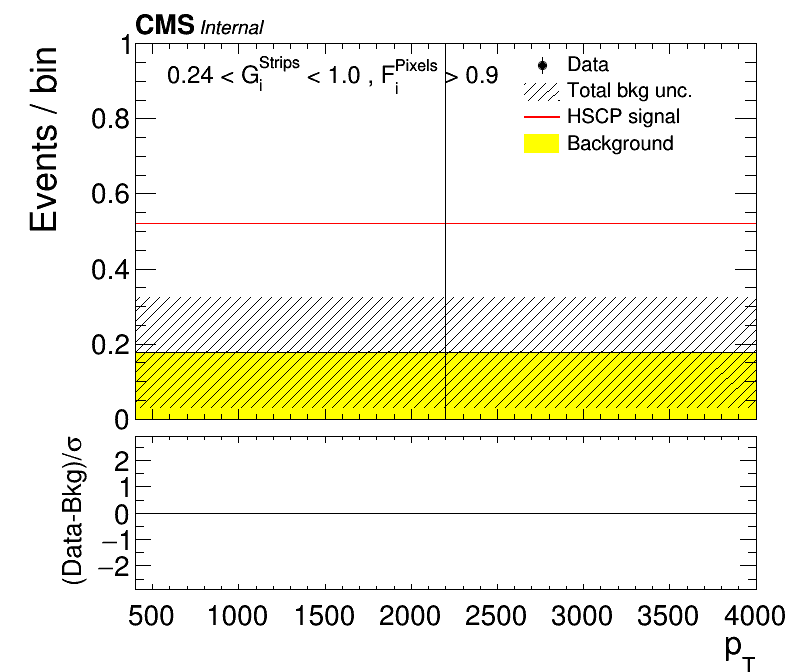 CMS Internal
Events / bin
0.24 < G_i^Strips < 1.0 , F_i^Pixels > 0.9
Data
Total bkg unc.
HSCP signal
Background
1
0.8
0.6
0.4
0.2
0
(Data-Bkg)/σ
2
1
0
−1
−2
500 1000 1500 2000 2500 3000 3500 4000
p_T